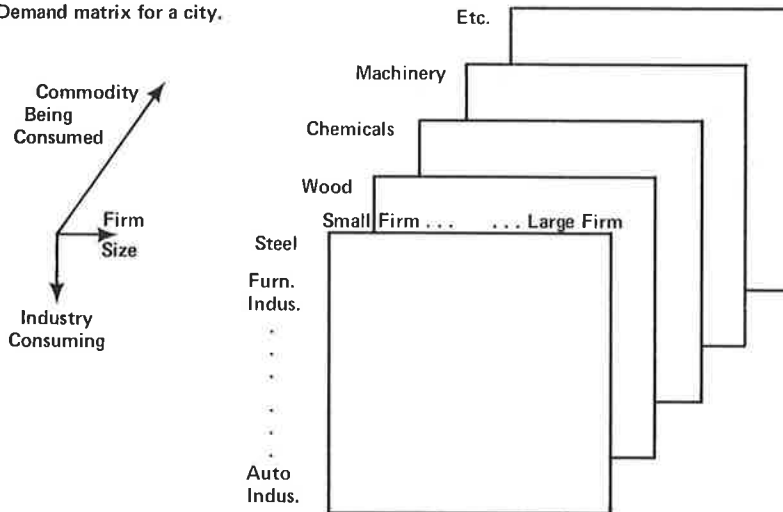 Demand matrix for a city.
Commodity
Being
Consumed
Firm
Size
Industry
Consuming
Etc.
Machinery
Chemicals
Wood
Small Firm ... ... Large Firm
Steel
Furn.
Indus.
.
.
.
.
.
.
Auto
Indus.